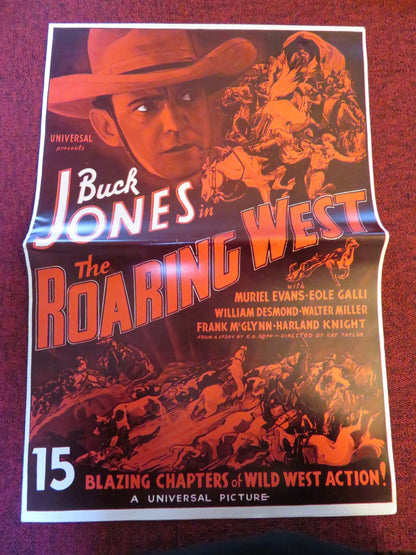 UNIVERSAL
presents
Buck
JONES in
The
ROARING WEST
with
MURIEL EVANS·EOLE GALLI
WILLIAM DESMOND·WALTER MILLER
FRANK McGLYNN·HARLAND KNIGHT
FROM A STORY BY E.C. KEPA — DIRECTED BY RAY TAYLOR
15 BLAZING CHAPTERS of WILD WEST ACTION!
A UNIVERSAL PICTURE